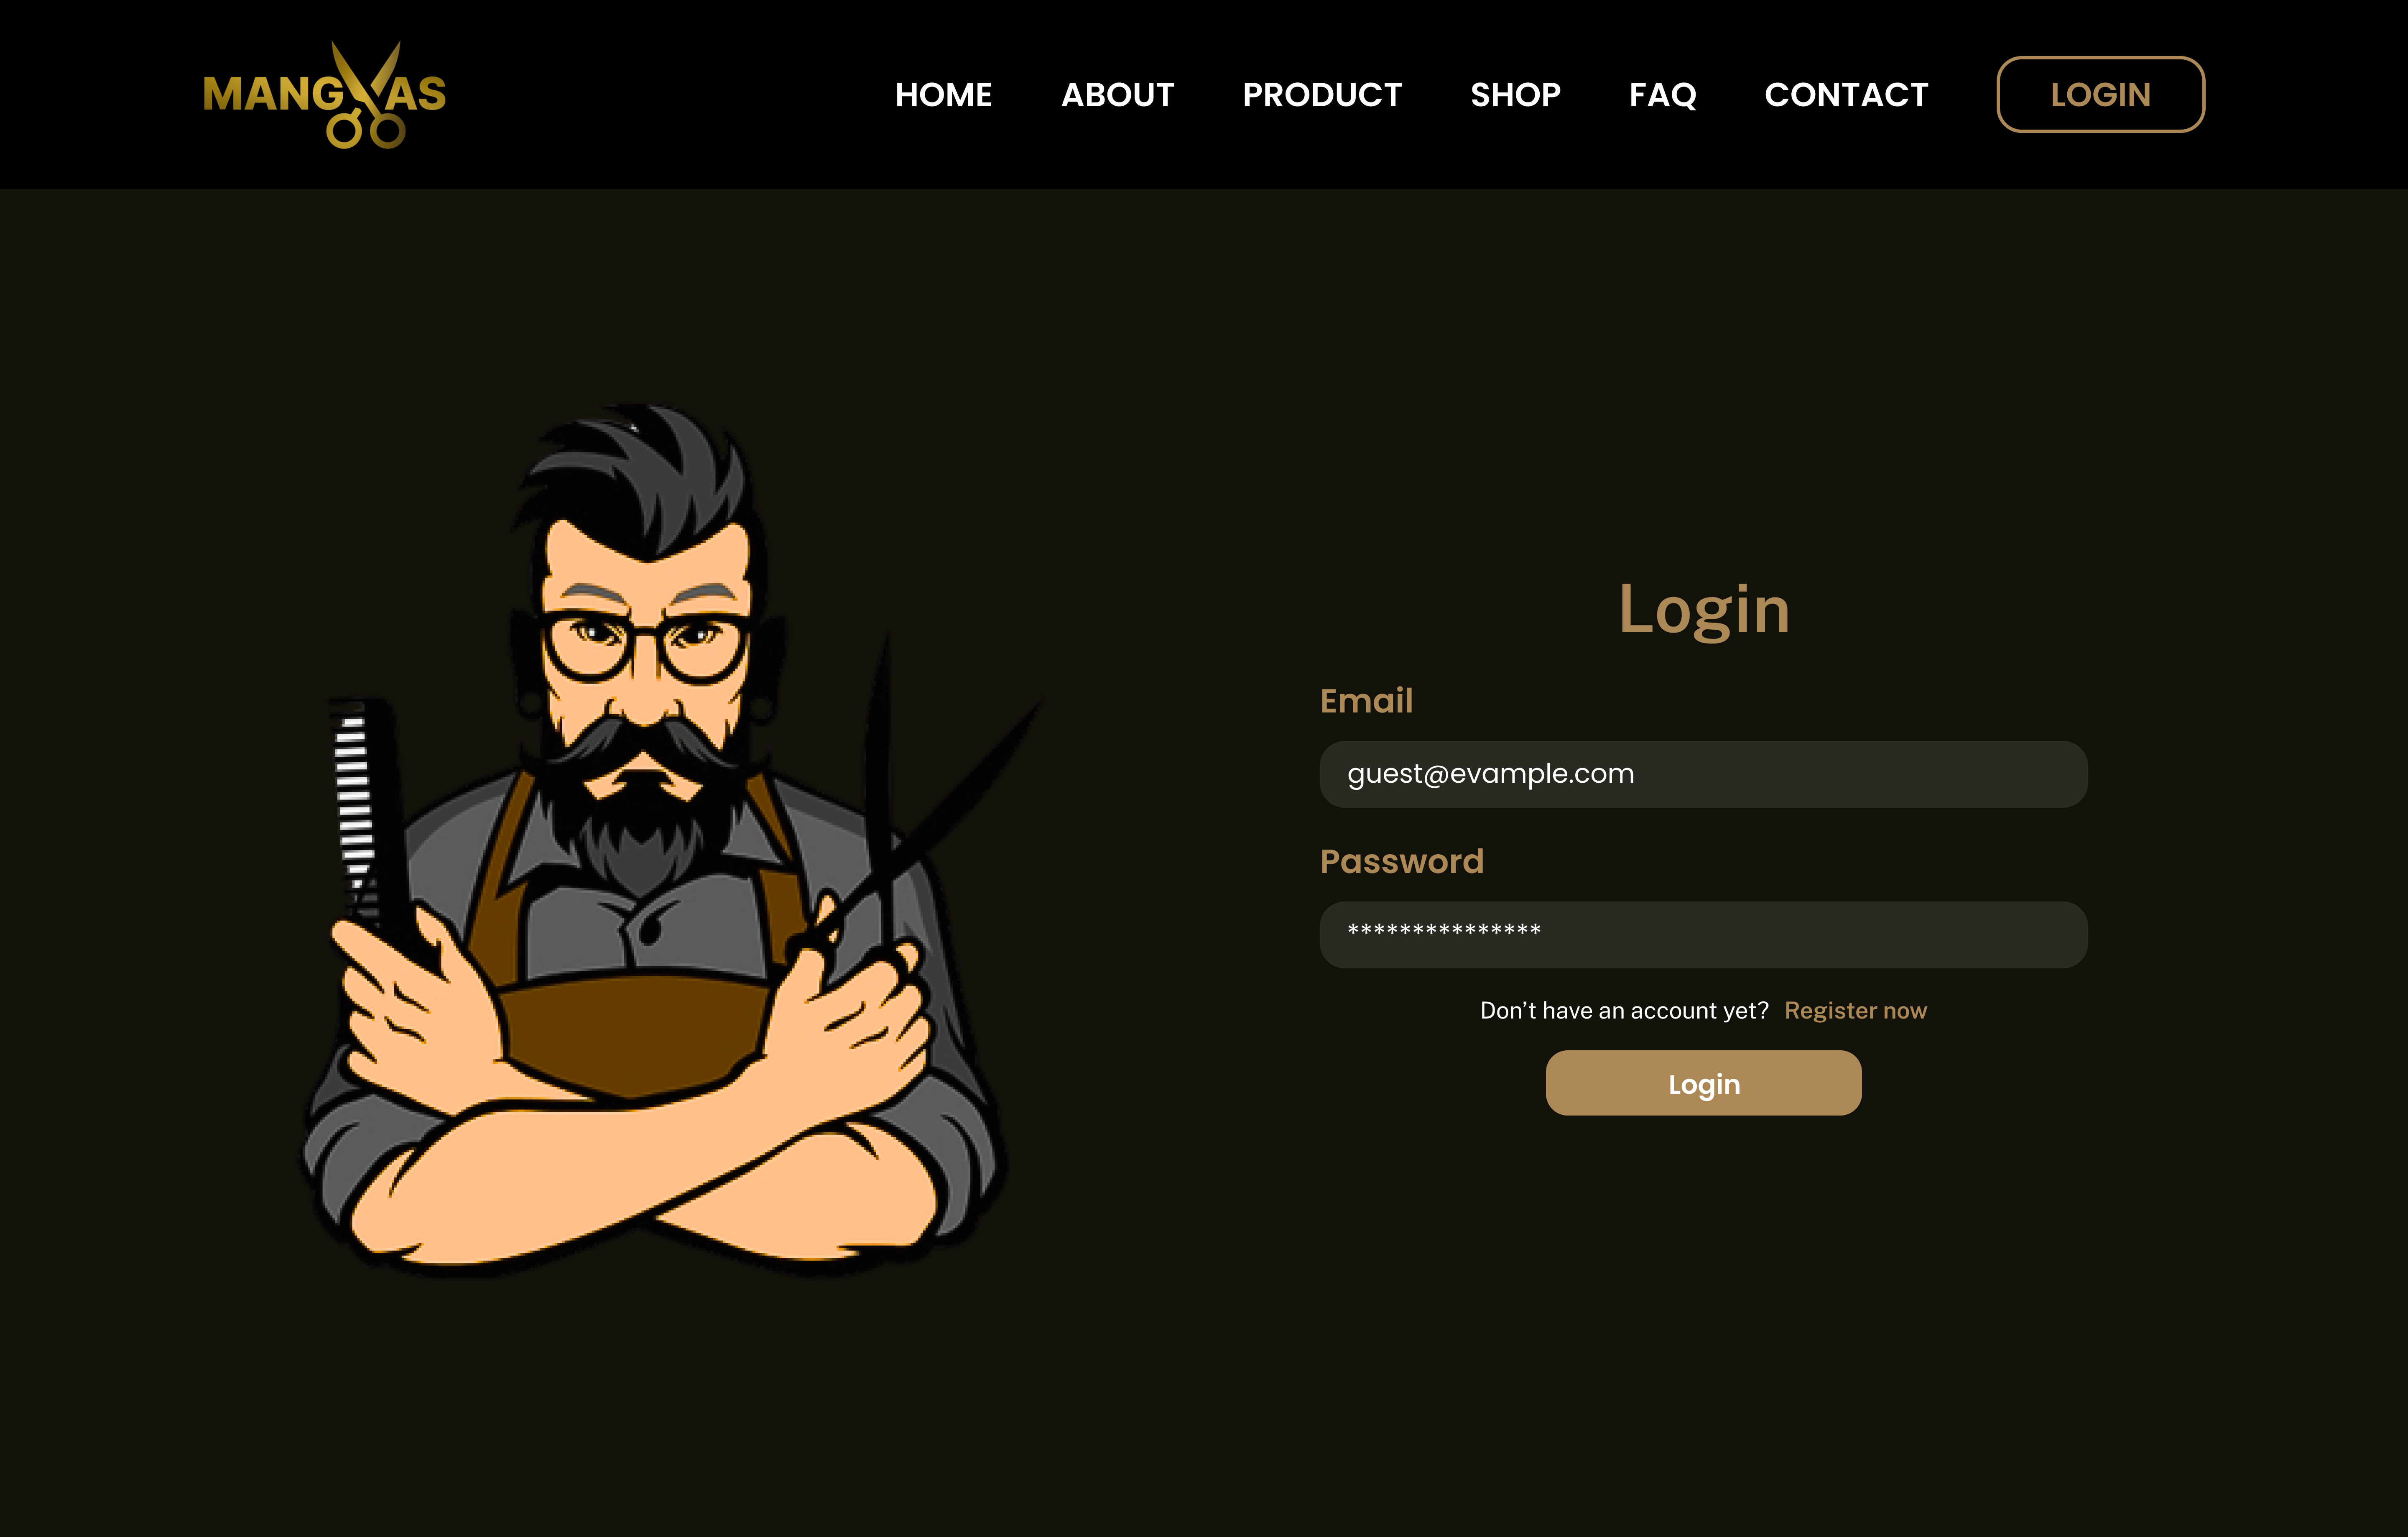 MANGXAS
HOME ABOUT PRODUCT SHOP FAQ CONTACT LOGIN
Login
Email
guest@evample.com
Password
***************
Don’t have an account yet? Register now
Login